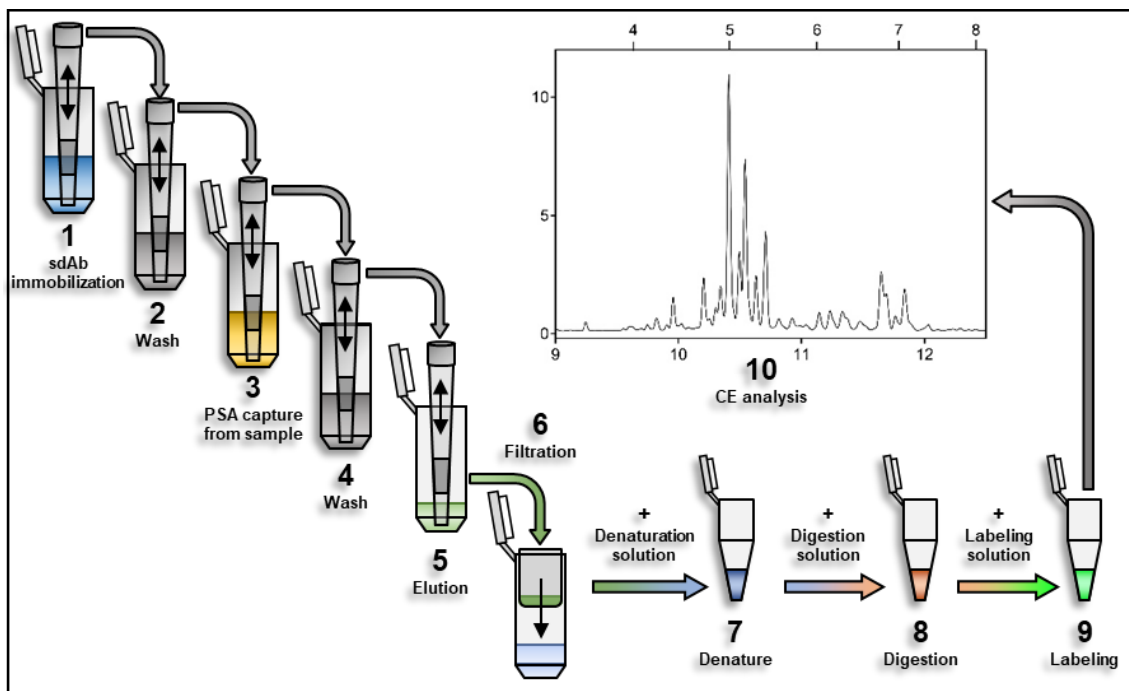 1
sdAb
immobilization
2
Wash
3
PSA capture
from sample
4
Wash
5
Elution
6
Filtration
+
Denaturation
solution
7
Denature
+
Digestion
solution
8
Digestion
+
Labeling
solution
9
Labeling
4 5 6 7 8
10
5
0
9 10 11 12
10
CE analysis